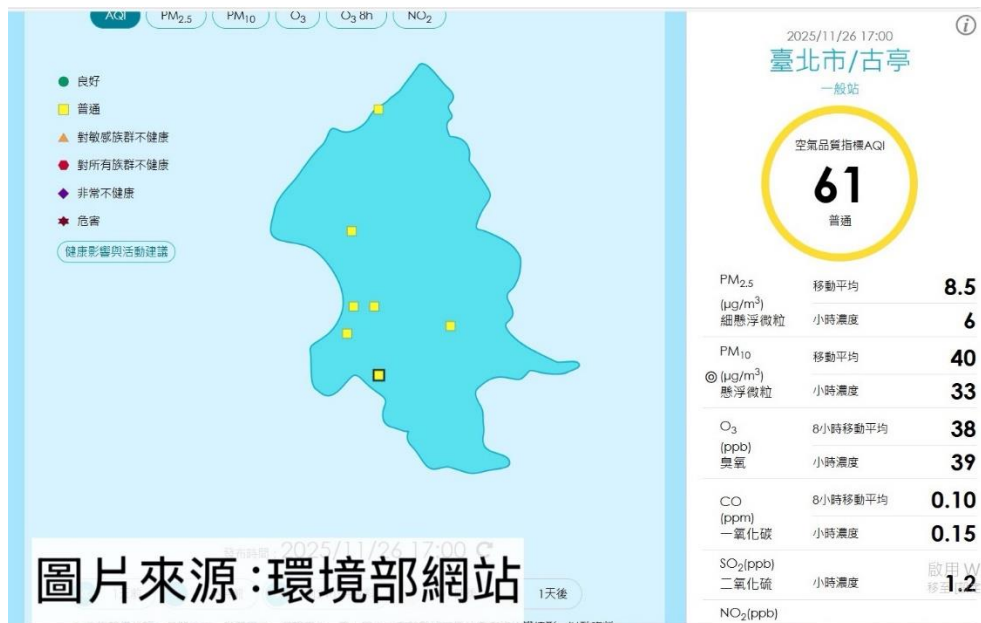 AQI
PM2.5
PM10
O3
O3 8h
NO2
良好
普通
對敏感族群不健康
對所有族群不健康
非常不健康
危害
健康影響與活動建議
發布時間：2025/11/26 17:00
1天後
圖片來源：環境部網站
2025/11/26 17:00
臺北市/古亭
一般站
空氣品質指標AQI
61
普通
PM2.5
(μg/m3)
細懸浮微粒
移動平均 8.5
小時濃度 6
PM10
(μg/m3)
懸浮微粒
移動平均 40
小時濃度 33
O3
(ppb)
臭氧
8小時移動平均 38
小時濃度 39
CO
(ppm)
一氧化碳
8小時移動平均 0.10
小時濃度 0.15
SO2(ppb)
二氧化硫
小時濃度 1.2
啟用 W
NO2(ppb)